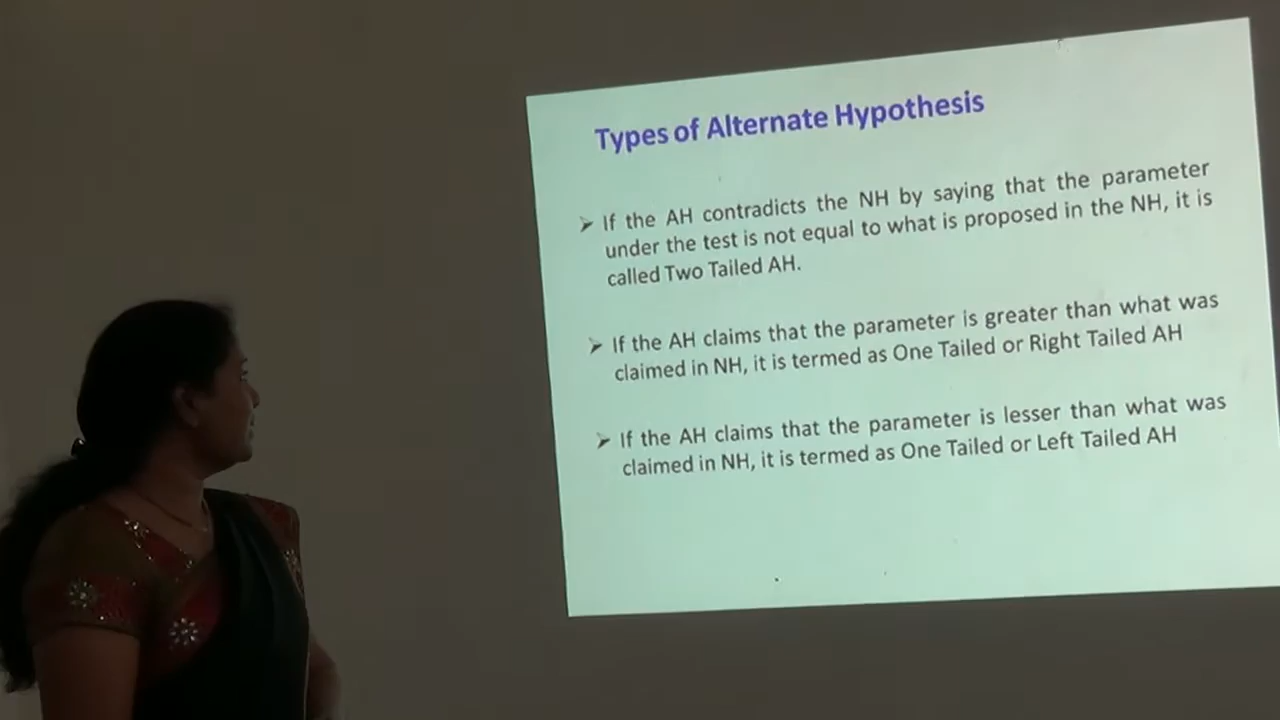 Types of Alternate Hypothesis
➢ If the AH contradicts the NH by saying that the parameter
under the test is not equal to what is proposed in the NH, it is
called Two Tailed AH.
➢ If the AH claims that the parameter is greater than what was
claimed in NH, it is termed as One Tailed or Right Tailed AH
➢ If the AH claims that the parameter is lesser than what was
claimed in NH, it is termed as One Tailed or Left Tailed AH